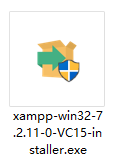 xampp-win32-7
.2.11-0-VC15-in
staller.exe